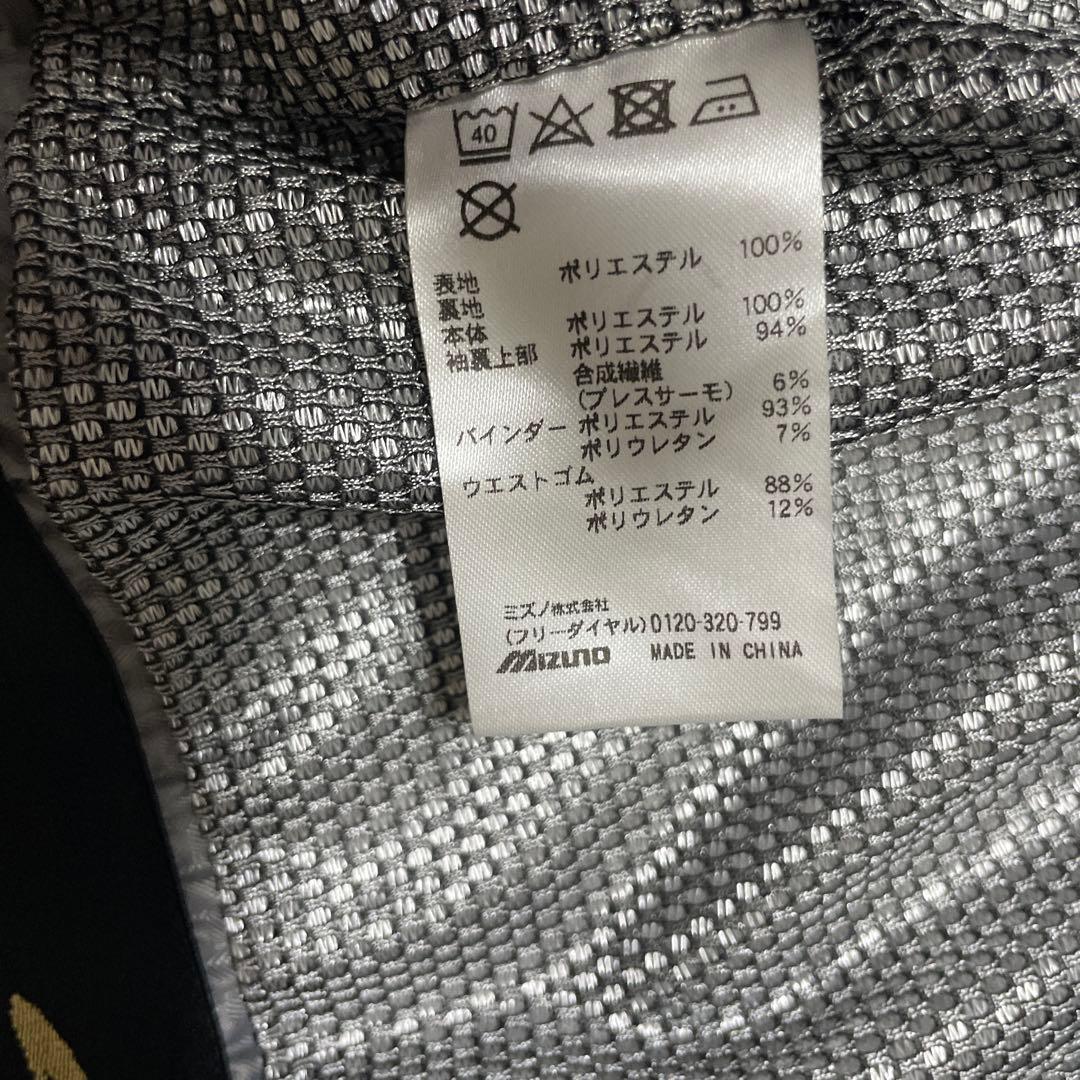 40
表地 ポリエステル 100%
裏地
本体 ポリエステル 100%
袖裏上部 ポリエステル 94%
合成繊維
(ブレスサーモ) 6%
バインダー ポリエステル 93%
ポリウレタン 7%
ウエストゴム
ポリエステル 88%
ポリウレタン 12%
ミズノ株式会社
(フリーダイヤル)0120-320-799
MIZUNO MADE IN CHINA